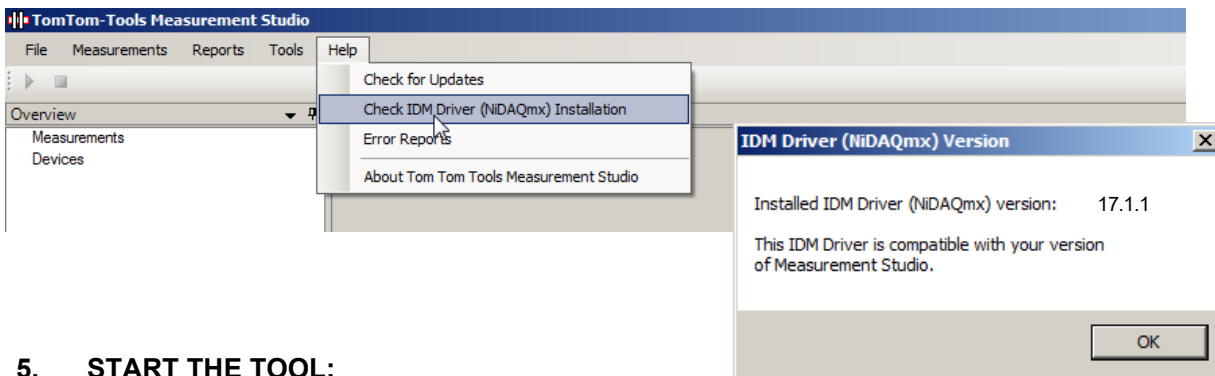 TomTom-Tools Measurement Studio
File Measurements Reports Tools Help
Check for Updates
Overview
Check IDM Driver (NiDAQmx) Installation
Measurements
Error Reports
Devices
About Tom Tom Tools Measurement Studio
IDM Driver (NiDAQmx) Version
Installed IDM Driver (NiDAQmx) version: 17.1.1
This IDM Driver is compatible with your version
of Measurement Studio.
OK
5. START THE TOOL: